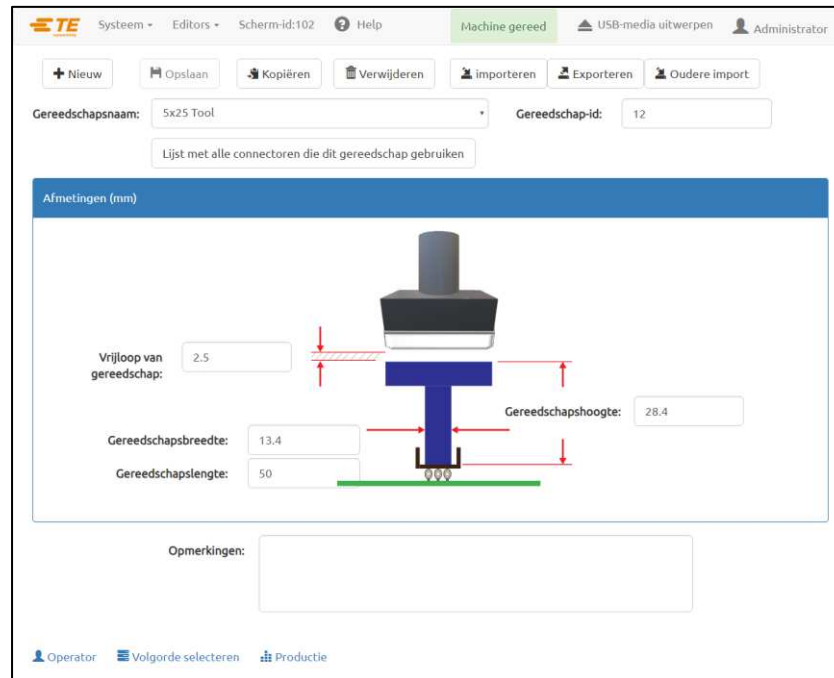 TE Systeem Editors Scherm-id:102 Help Machine gereed USB-media uitwerpen Administrator
Nieuw Opslaan Kopiëren Verwijderen importeren Exporteren Oudere import
Gereedschapsnaam: 5x25 Tool Gereedschap-id: 12
Lijst met alle connectoren die dit gereedschap gebruiken
Afmetingen (mm)
Vrijloop van
gereedschap: 2.5
Gereedschapshoogte: 28.4
Gereedschapsbreedte: 13.4
Gereedschapslengte: 50
Opmerkingen:
Operator Volgorde selecteren Productie